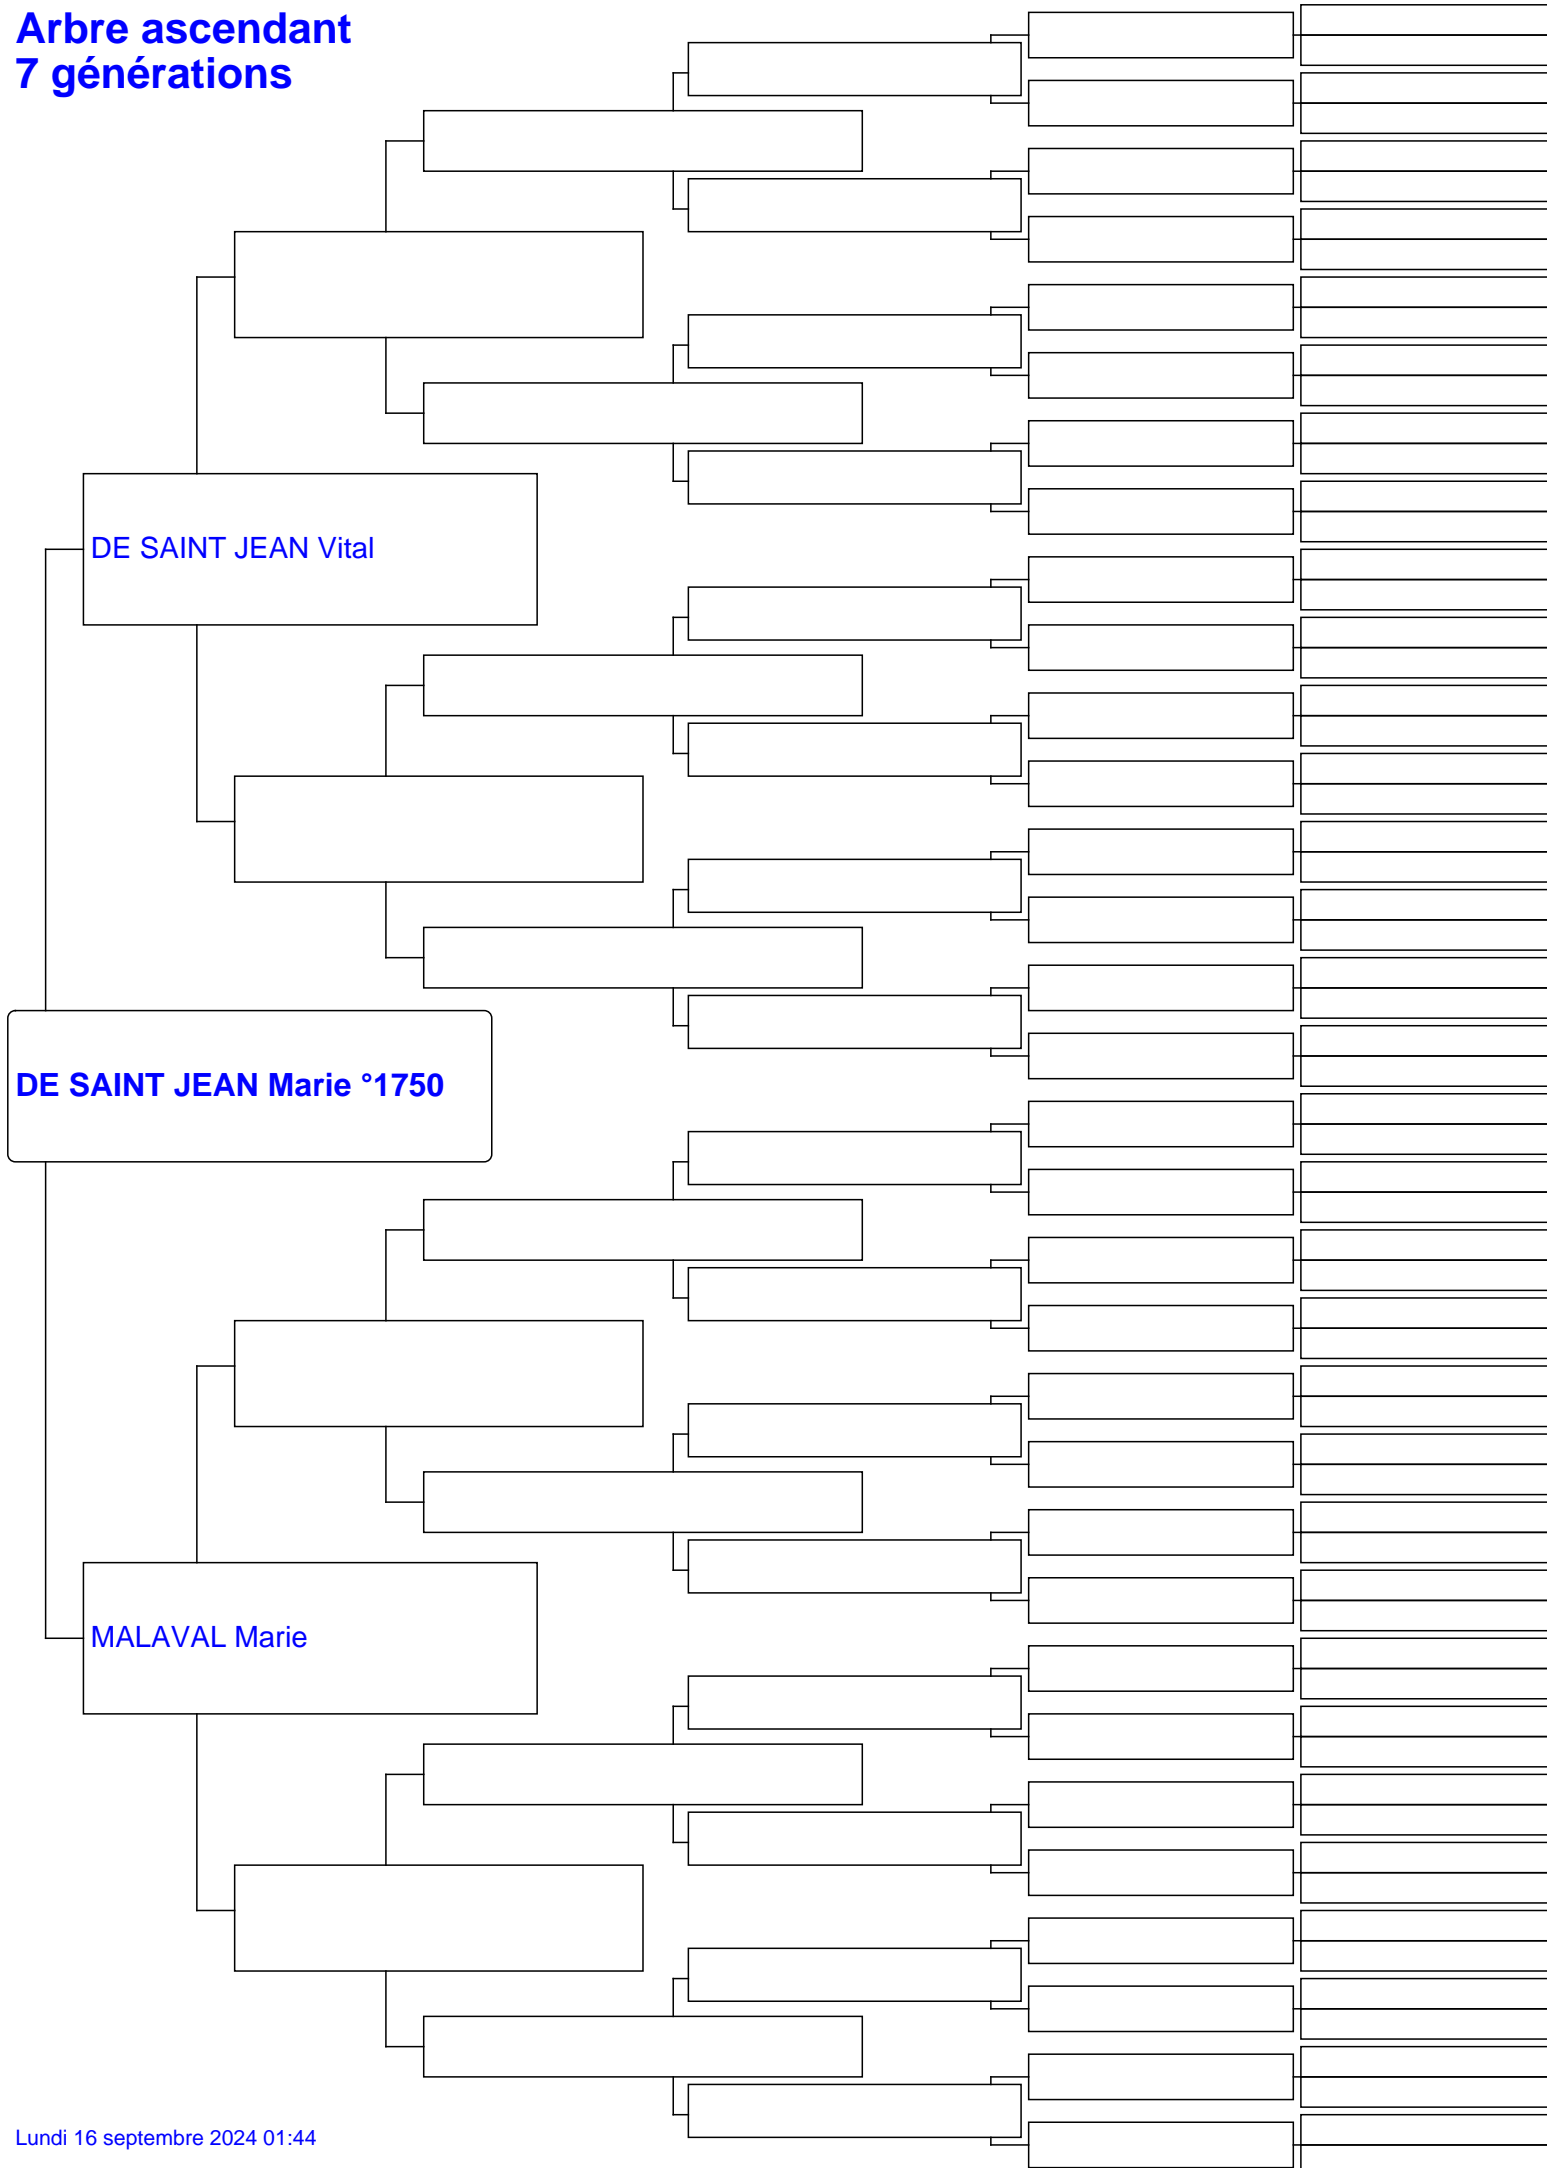 Arbre ascendant
7 générations
DE SAINT JEAN Vital
DE SAINT JEAN Marie °1750
MALAVAL Marie
Lundi 16 septembre 2024 01:44